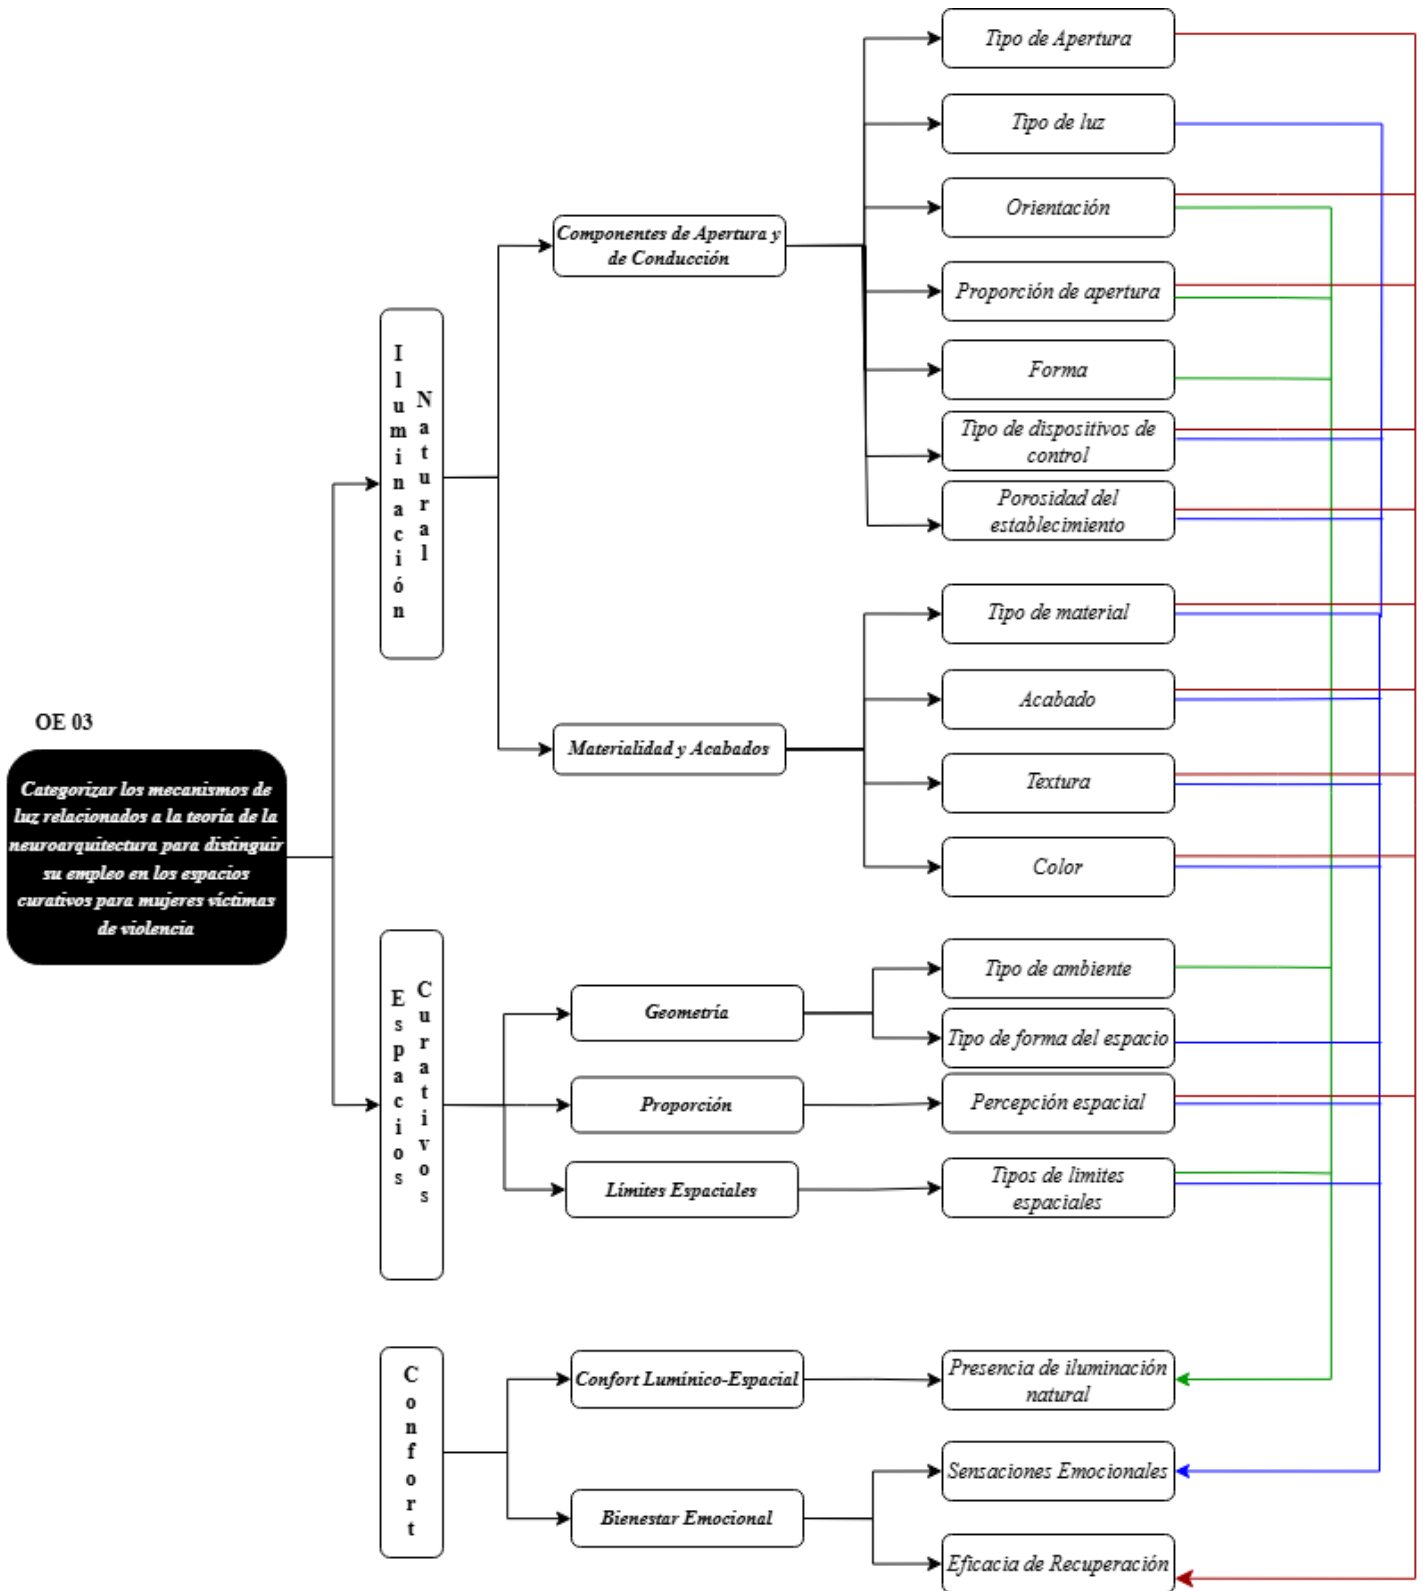 Tipo de Apertura
Tipo de luz
Orientación
Componentes de Apertura y
de Conducción
Proporción de apertura
Forma
Tipo de dispositivos de
control
Porosidad del
establecimiento
Iluminación
Natural
Tipo de material
Acabado
Materialidad y Acabados
Textura
Color
OE 03
Categorizar los mecanismos de
luz relacionados a la teoría de la
neuroarquitectura para distinguir
su empleo en los espacios
curativos para mujeres víctimas
de violencia
Espacios
Curativos
Geometría
Tipo de ambiente
Tipo de forma del espacio
Proporción
Percepción espacial
Límites Espaciales
Tipos de limites
espaciales
Confort
Confort Lumínico-Espacial
Presencia de iluminación
natural
Bienestar Emocional
Sensaciones Emocionales
Eficacia de Recuperación